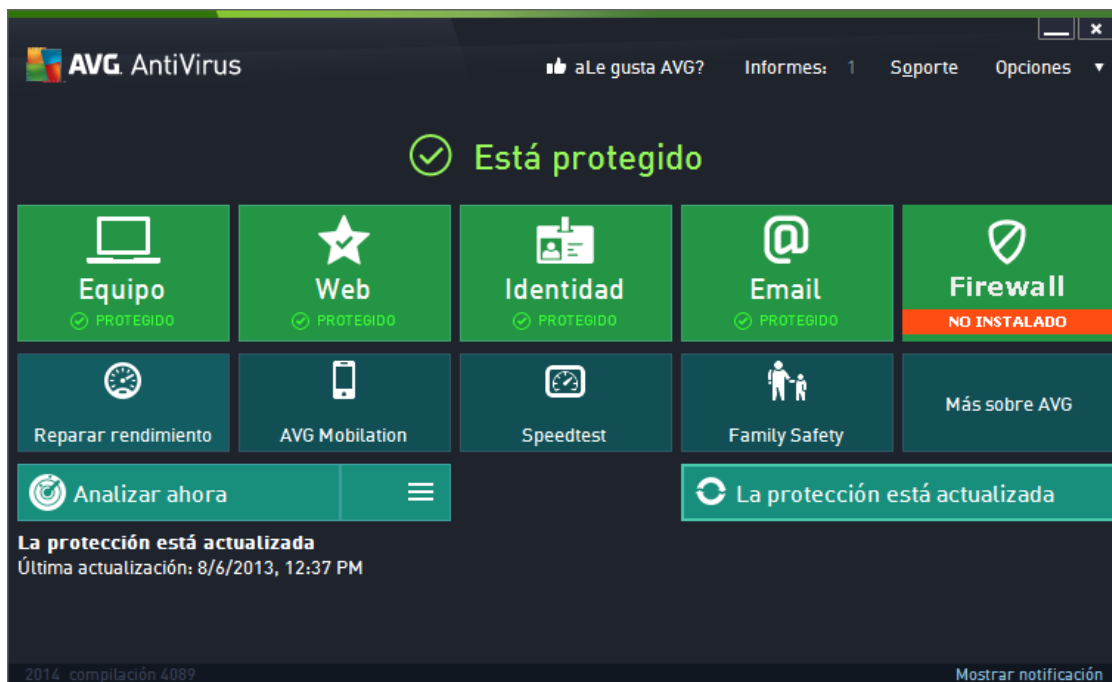 AVG AntiVirus
aLe gusta AVG? Informes: 1 Soporte Opciones
Está protegido
Equipo
PROTEGIDO
Web
PROTEGIDO
Identidad
PROTEGIDO
Email
PROTEGIDO
Firewall
NO INSTALADO
Reparar rendimiento
AVG Mobilation
Speedtest
Family Safety
Más sobre AVG
Analizar ahora
La protección está actualizada
La protección está actualizada
Última actualización: 8/6/2013, 12:37 PM
2014 compilación 4089
Mostrar notificación